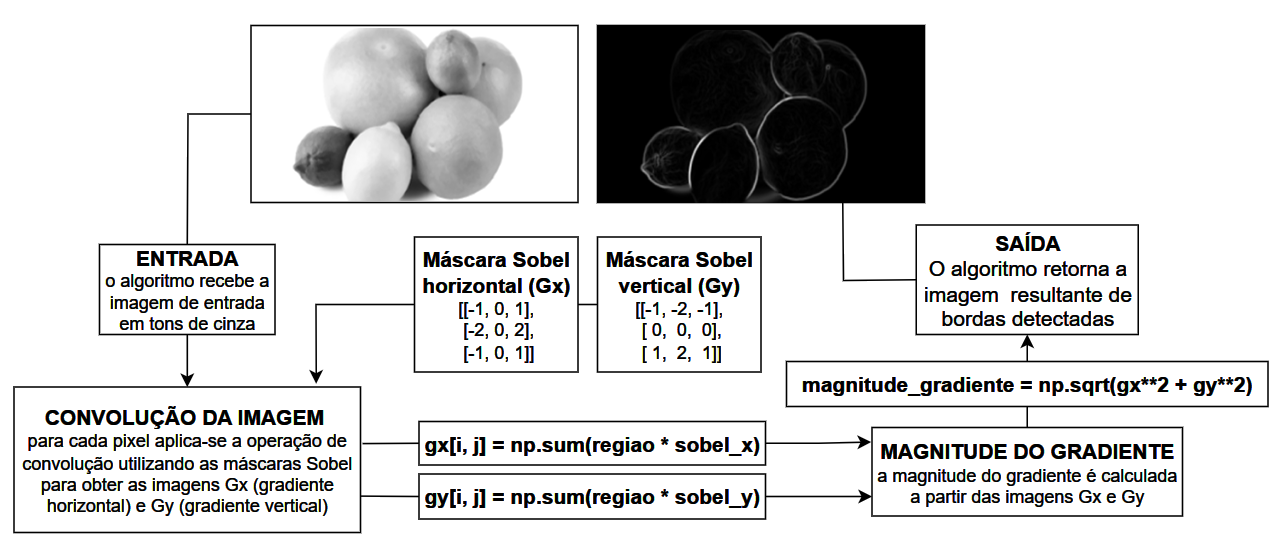 ENTRADA
o algoritmo recebe a
imagem de entrada
em tons de cinza
Máscara Sobel
horizontal (Gx)
[[-1, 0, 1],
[-2, 0, 2],
[-1, 0, 1]]
Máscara Sobel
vertical (Gy)
[[-1, -2, -1],
[ 0, 0, 0],
[ 1, 2, 1]]
SAÍDA
O algoritmo retorna a
imagem resultante de
bordas detectadas
CONVOLUÇÃO DA IMAGEM
para cada pixel aplica-se a operação de
convolução utilizando as máscaras Sobel
para obter as imagens Gx (gradiente
horizontal) e Gy (gradiente vertical)
gx[i, j] = np.sum(regiao * sobel_x)
gy[i, j] = np.sum(regiao * sobel_y)
MAGNITUDE DO GRADIENTE
a magnitude do gradiente é calculada
a partir das imagens Gx e Gy
magnitude_gradiente = np.sqrt(gx**2 + gy**2)